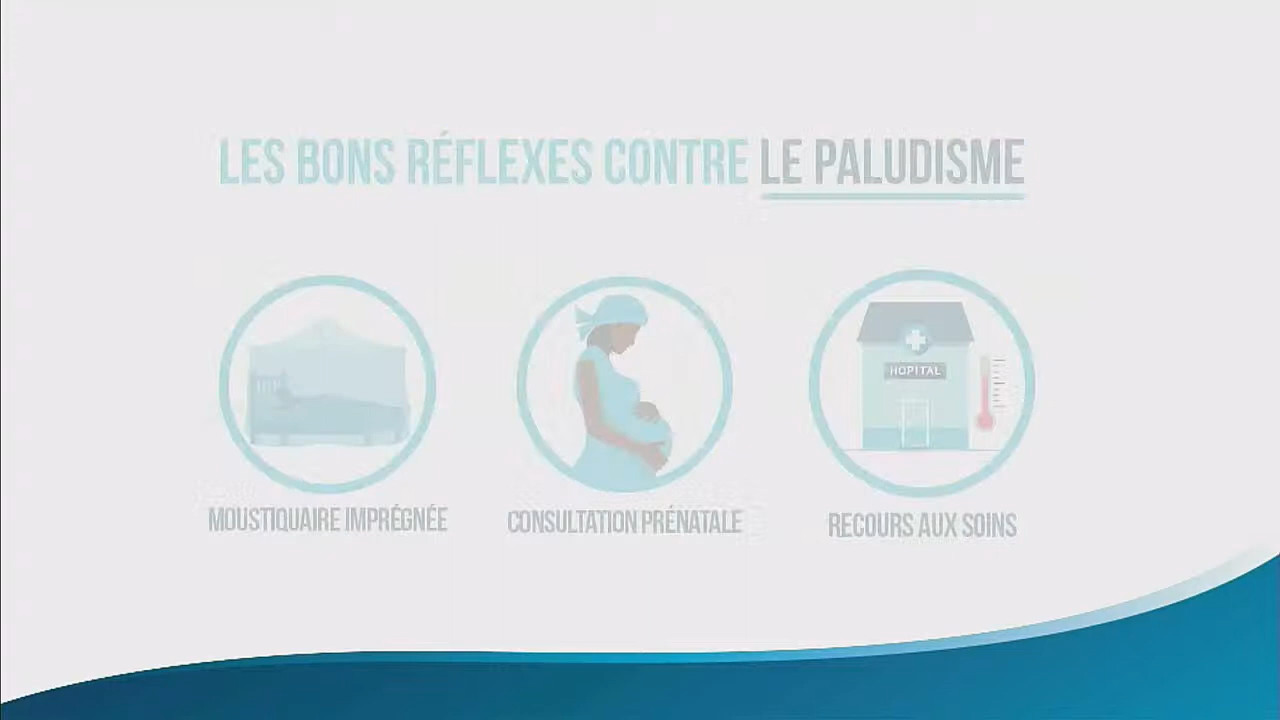 LES BONS RÉFLEXES CONTRE LE PALUDISME
HOPITAL
MOUSTIQUAIRE IMPRÉGNÉE
CONSULTATION PRÉNATALE
RECOURS AUX SOINS